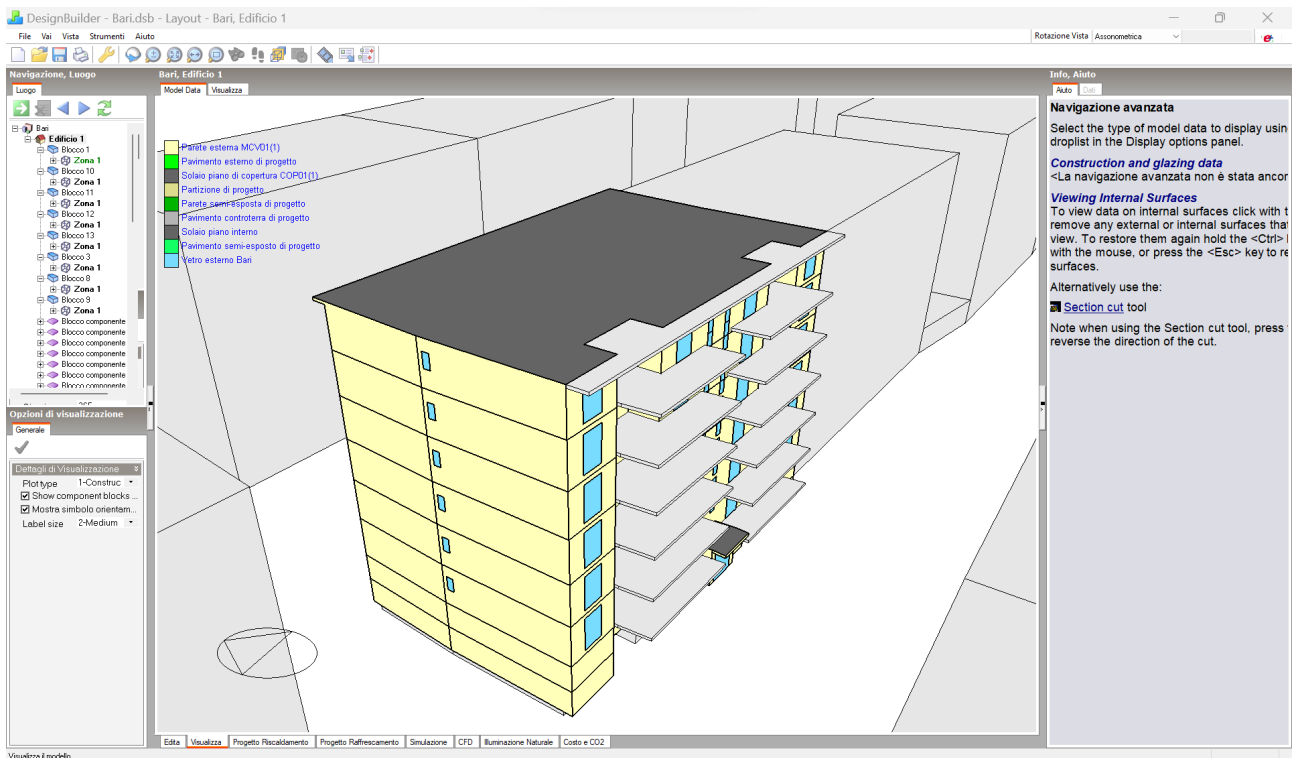 DesignBuilder - Bari.dsb - Layout - Bari, Edificio 1
File Vai Vista Strumenti Aiuto
Rotazione Vista Assonometrica
Navigazione, Luogo
Luogo
Bari
Edificio 1
Blocco 1
Zona 1
Blocco 10
Zona 1
Blocco 11
Zona 1
Blocco 12
Zona 1
Blocco 13
Zona 1
Blocco 3
Zona 1
Blocco 8
Zona 1
Blocco 9
Zona 1
Blocco componente
Blocco componente
Blocco componente
Blocco componente
Blocco componente
Blocco componente
Blocco componente
Opzioni di visualizzazione
Generale
Dettagli di Visualizzazione
Plot type 1-Construc
Show component blocks ...
Mostra simbolo orientam...
Label size 2-Medium
Bari, Edificio 1
Model Data Visualizza
Parete esterna MCV01(1)
Pavimento esterno di progetto
Solaio piano di copertura COP01(1)
Partizione di progetto
Parete semi-esposta di progetto
Pavimento controterra di progetto
Solaio piano interno
Pavimento semi-esposto di progetto
Vetro esterno Bari
Edita Visualizza Progetto Riscaldamento Progetto Raffrescamento Simulazione CFD Illuminazione Naturale Costo e CO2
Info, Aiuto
Aiuto Dati
Navigazione avanzata
Select the type of model data to display usin
droplist in the Display options panel.
Construction and glazing data
<La navigazione avanzata non è stata ancor
Viewing Internal Surfaces
To view data on internal surfaces click with t
remove any external or internal surfaces that
view. To restore them again hold the <Ctrl>
with the mouse, or press the <Esc> key to re
surfaces.
Alternatively use the:
Section cut tool
Note when using the Section cut tool, press
reverse the direction of the cut.
Visualizza il modello